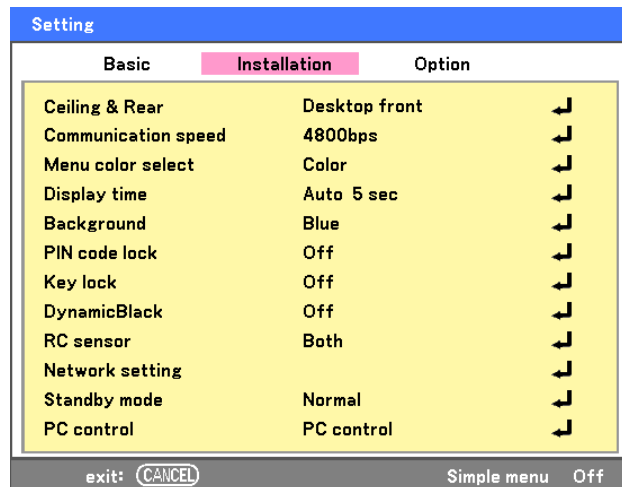 Setting
Basic Installation Option
Ceiling & Rear Desktop front
Communication speed 4800bps
Menu color select Color
Display time Auto 5 sec
Background Blue
PIN code lock Off
Key lock Off
DynamicBlack Off
RC sensor Both
Network setting
Standby mode Normal
PC control PC control
exit: CANCEL Simple menu Off